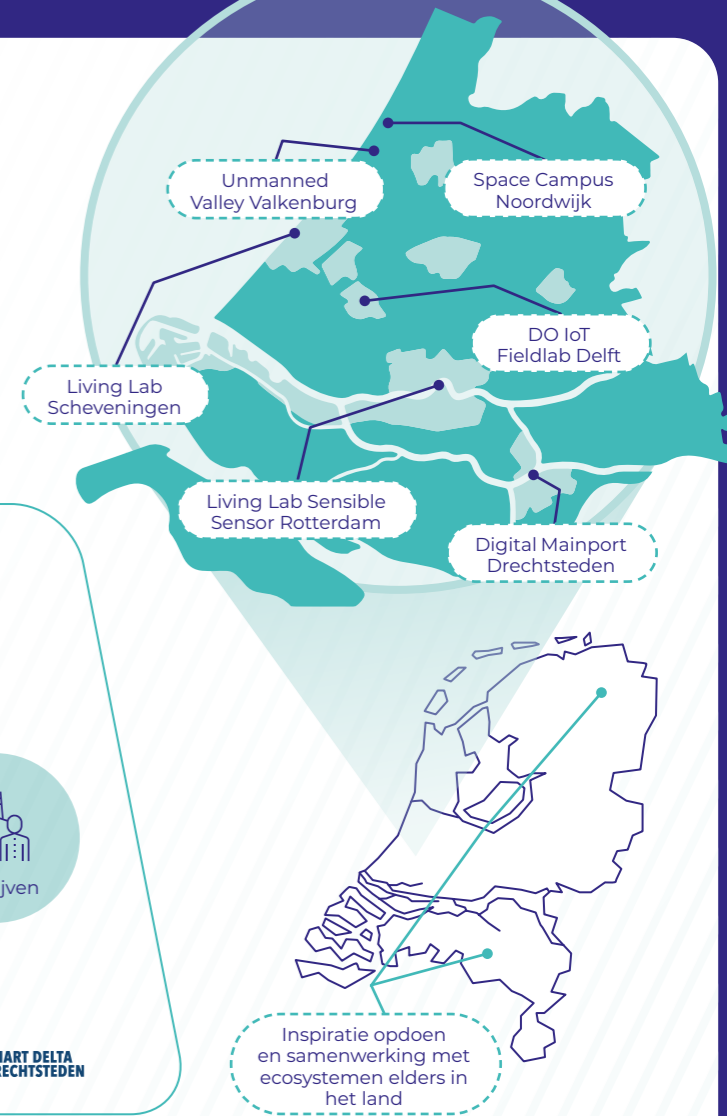 Unmanned
Valley Valkenburg
Space Campus
Noordwijk
DO IoT
Fieldlab Delft
Living Lab
Scheveningen
Living Lab Sensible
Sensor Rotterdam
Digital Mainport
Drechtsteden
Inspiratie opdoen
en samenwerking met
ecosystemen elders in
het land